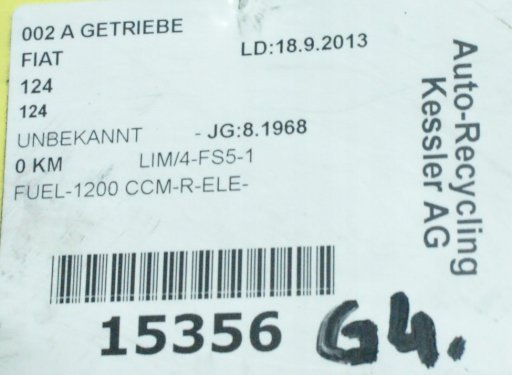 002 A GETRIEBE
FIAT
LD:18.9.2013
124
124
UNBEKANNT - JG:8.1968
0 KM LIM/4-FS5-1
FUEL-1200 CCM-R-ELE-
15356
G4.
Auto-Recycling
Kessler AG